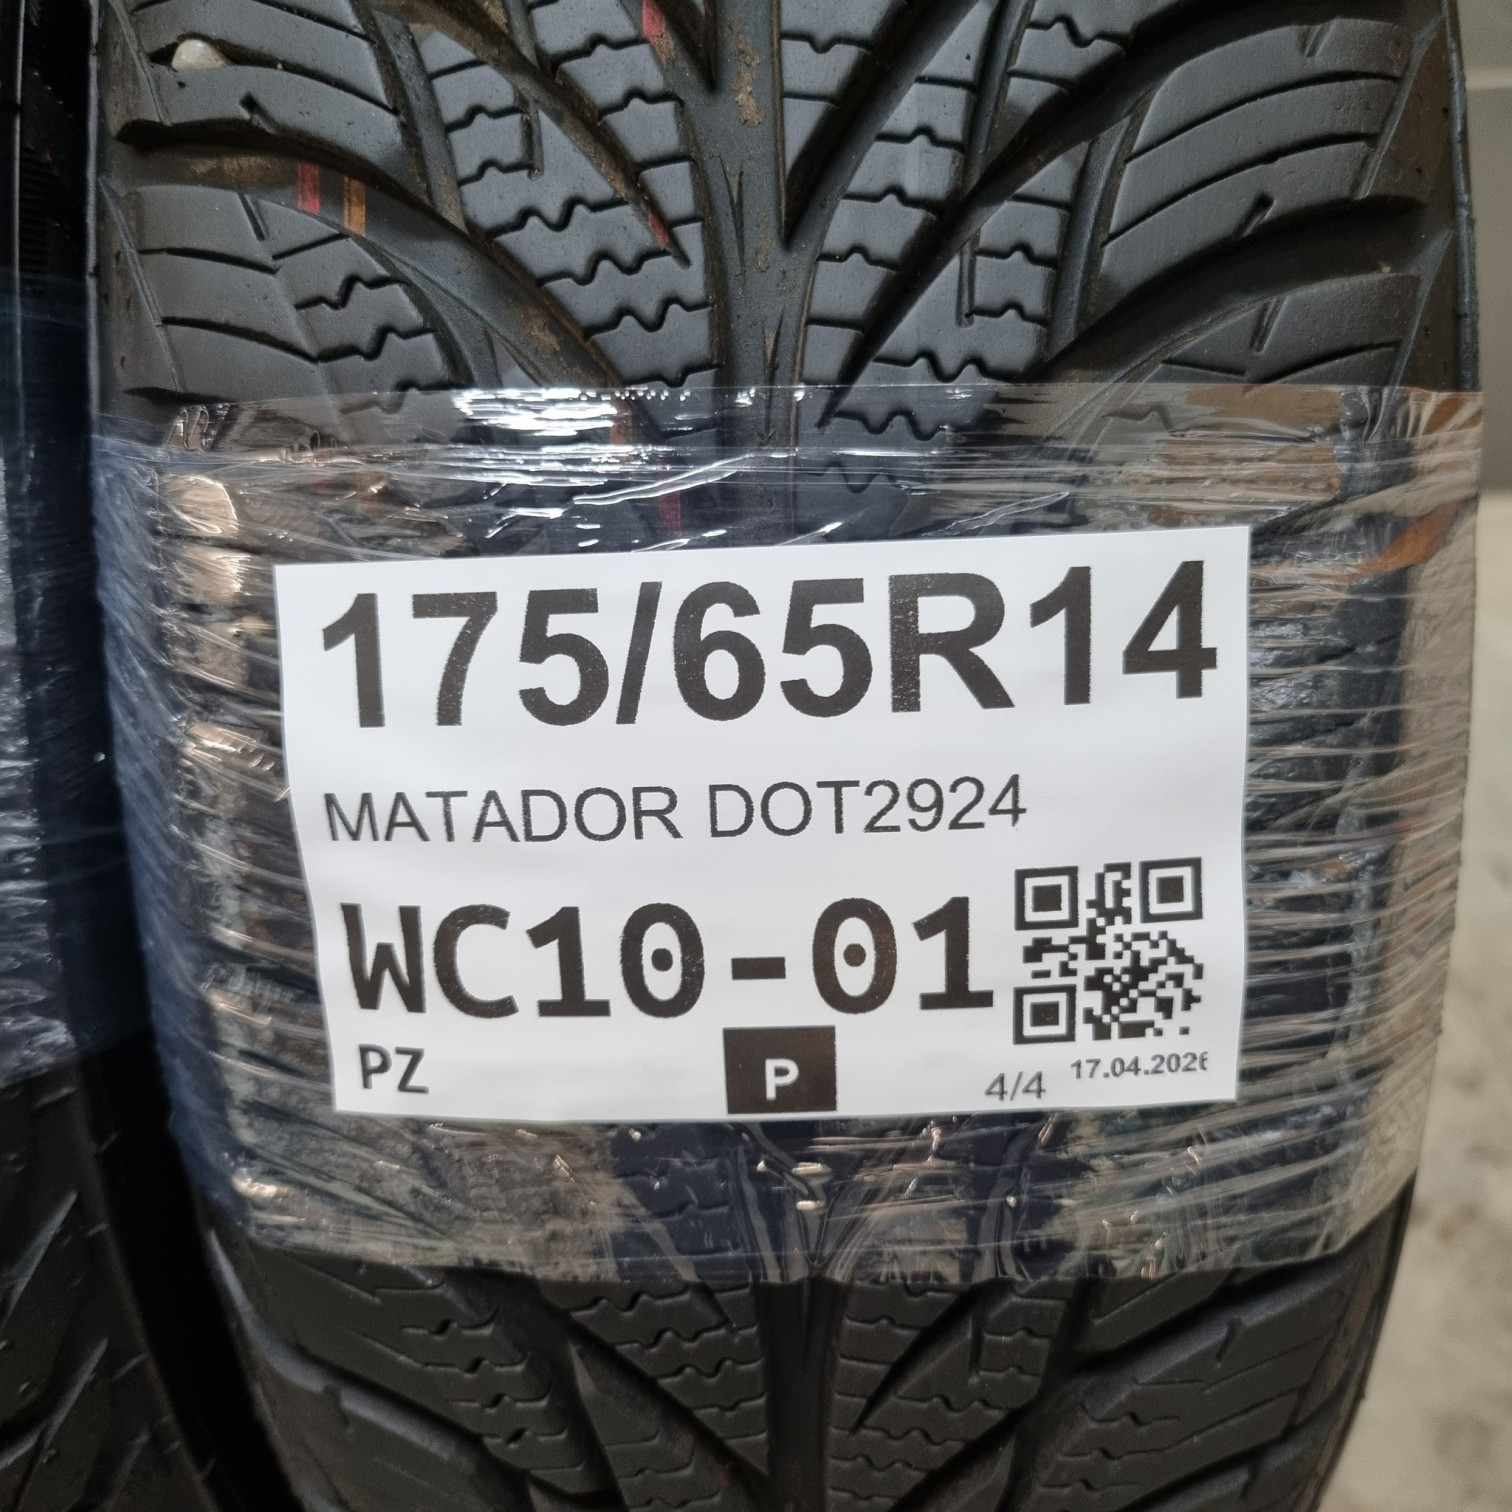 175/65R14
MATADOR DOT2924
WC10-01
PZ P 4/4 17.04.2026